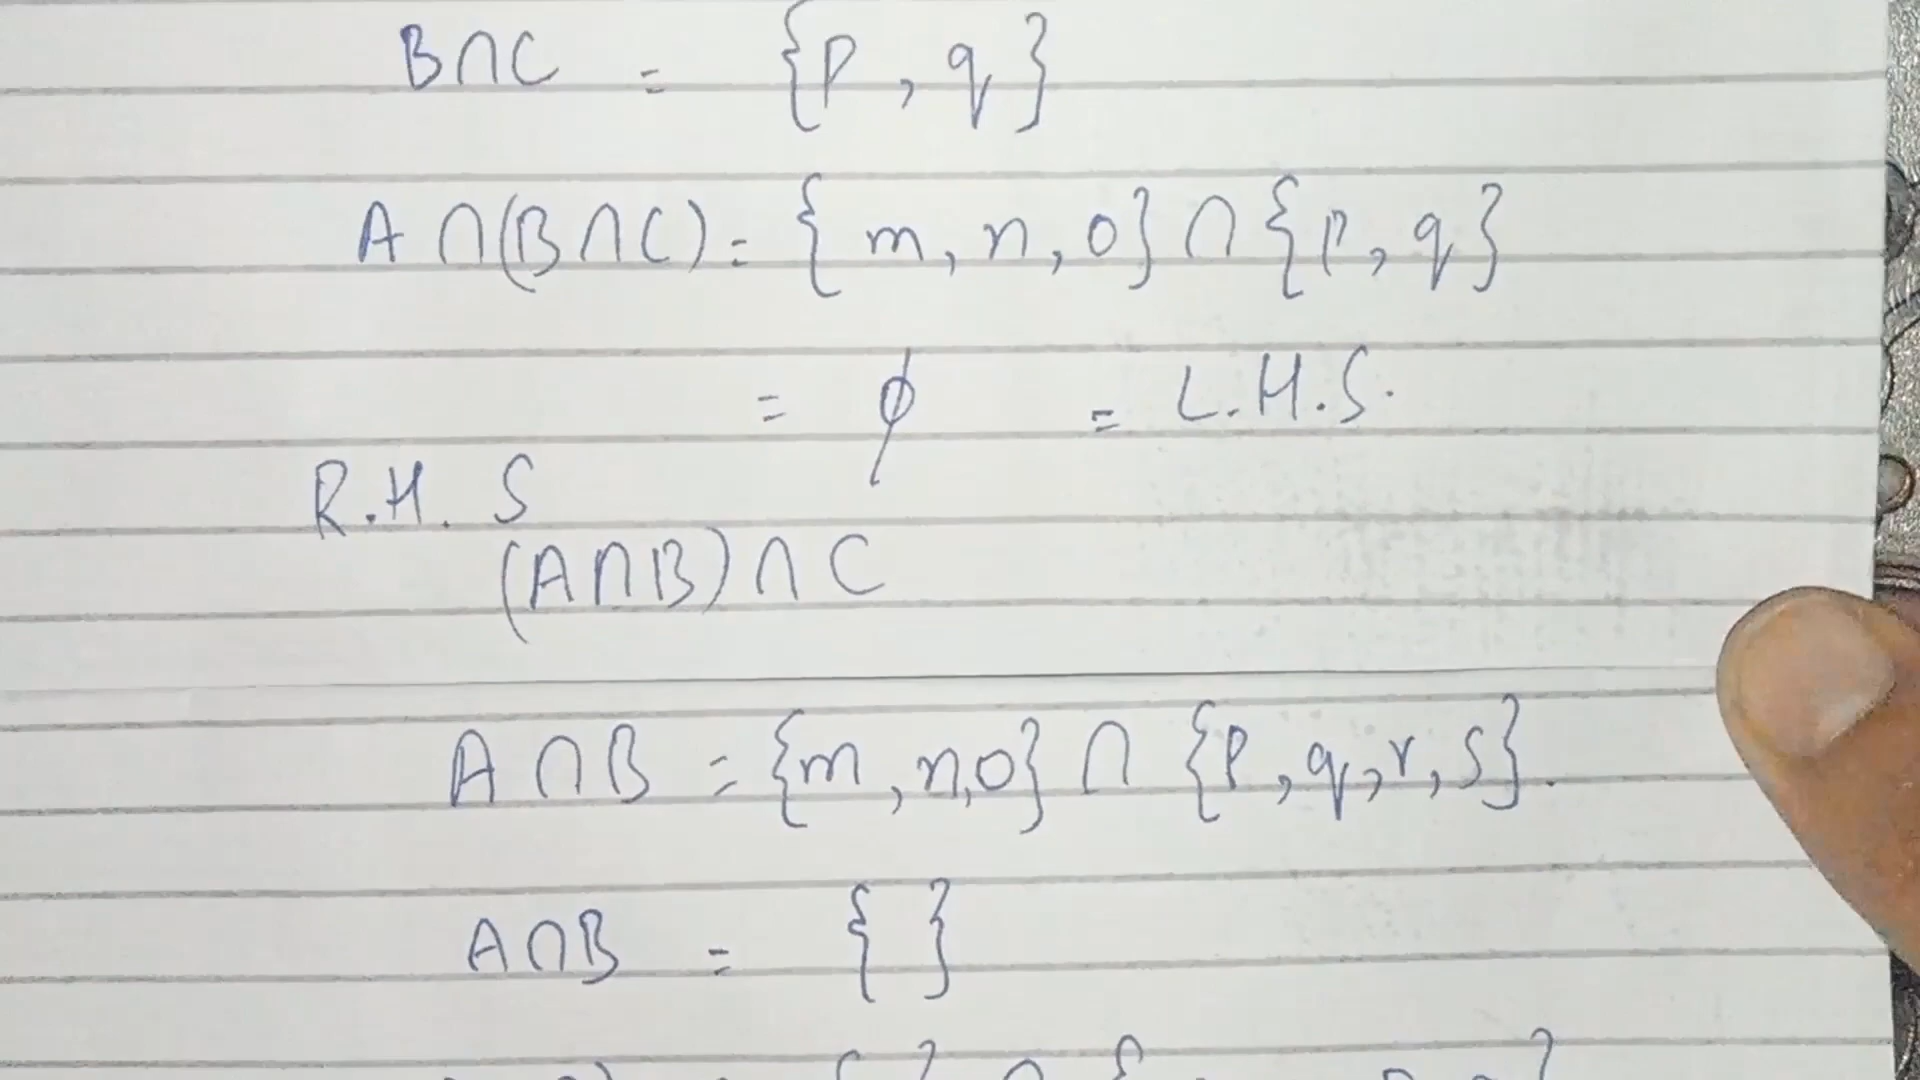 B∩C = {p, q}
A∩(B∩C) = {m, n, o} ∩ {p, q}
= ϕ = L.H.S.
R.H.S
(A∩B)∩C
A∩B = {m, n, o} ∩ {p, q, r, s}.
A∩B = { }